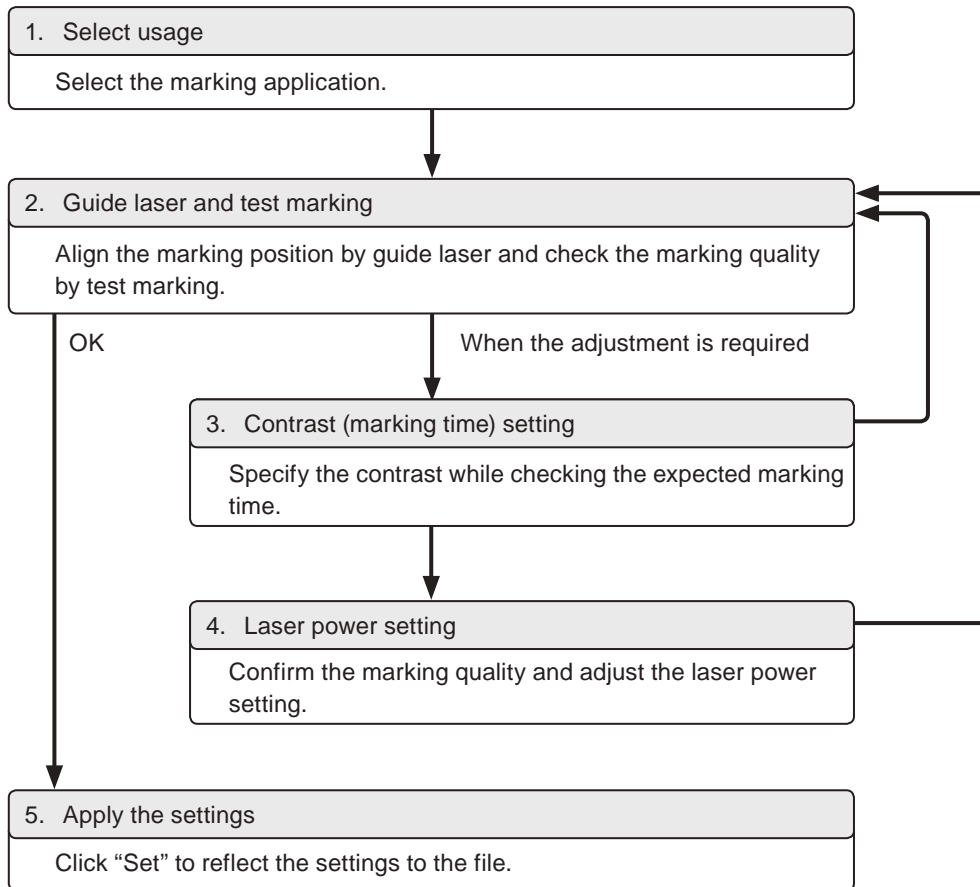 1. Select usage
Select the marking application.
2. Guide laser and test marking
Align the marking position by guide laser and check the marking quality
by test marking.
OK
When the adjustment is required
3. Contrast (marking time) setting
Specify the contrast while checking the expected marking
time.
4. Laser power setting
Confirm the marking quality and adjust the laser power
setting.
5. Apply the settings
Click “Set” to reflect the settings to the file.